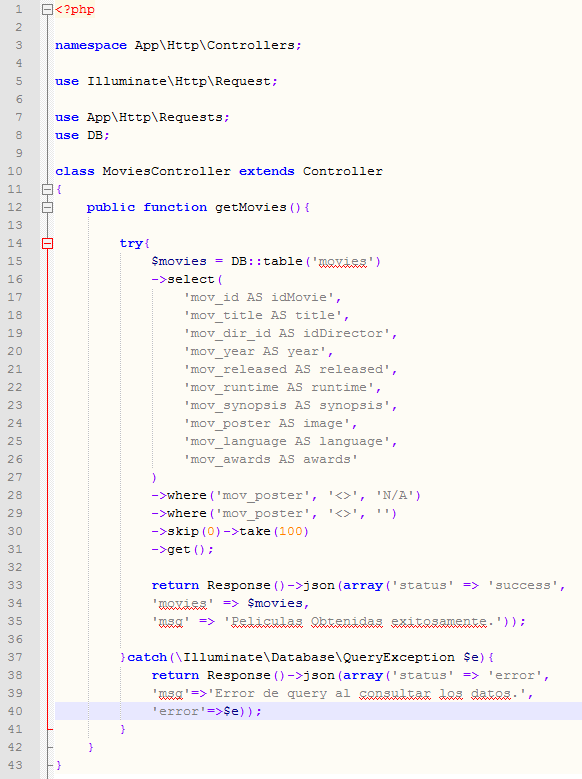 1 <?php
2
3 namespace App\Http\Controllers;
4
5 use Illuminate\Http\Request;
6
7 use App\Http\Requests;
8 use DB;
9
10 class MoviesController extends Controller
11 {
12 public function getMovies(){
13
14 try{
15 $movies = DB::table('movies')
16 ->select(
17 'mov_id AS idMovie',
18 'mov_title AS title',
19 'mov_dir_id AS idDirector',
20 'mov_year AS year',
21 'mov_released AS released',
22 'mov_runtime AS runtime',
23 'mov_synopsis AS synopsis',
24 'mov_poster AS image',
25 'mov_language AS language',
26 'mov_awards AS awards'
27 )
28 ->where('mov_poster', '<>', 'N/A')
29 ->where('mov_poster', '<>', '')
30 ->skip(0)->take(100)
31 ->get();
32
33 return Response()->json(array('status' => 'success',
34 'movies' => $movies,
35 'msg' => 'Peliculas Obtenidas exitosamente.'));
36
37 }catch(\Illuminate\Database\QueryException $e){
38 return Response()->json(array('status' => 'error',
39 'msg'=>'Error de query al consultar los datos.',
40 'error'=>$e));
41 }
42 }
43 }